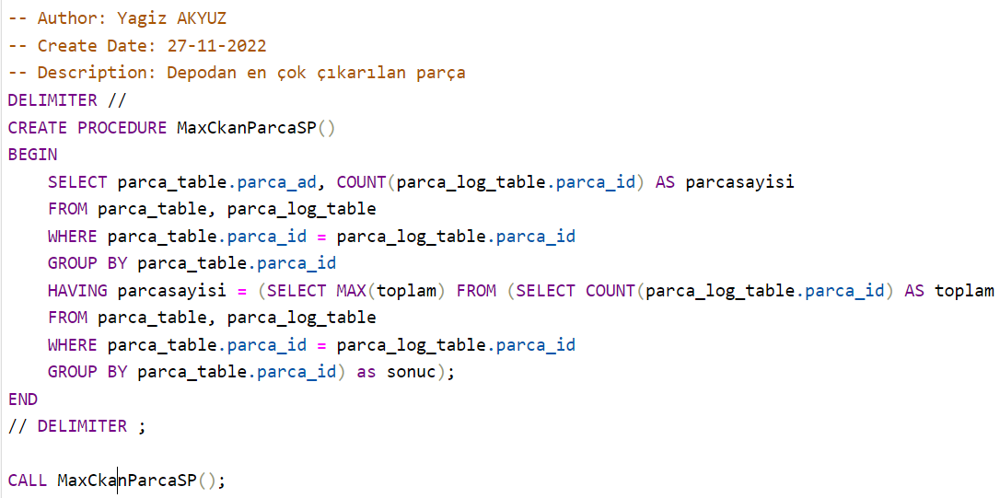 -- Author: Yagiz AKYUZ
-- Create Date: 27-11-2022
-- Description: Depodan en çok çıkarılan parça
DELIMITER //
CREATE PROCEDURE MaxCkanParcaSP()
BEGIN
    SELECT parca_table.parca_ad, COUNT(parca_log_table.parca_id) AS parcasayisi
    FROM parca_table, parca_log_table
    WHERE parca_table.parca_id = parca_log_table.parca_id
    GROUP BY parca_table.parca_id
    HAVING parcasayisi = (SELECT MAX(toplam) FROM (SELECT COUNT(parca_log_table.parca_id) AS toplam
    FROM parca_table, parca_log_table
    WHERE parca_table.parca_id = parca_log_table.parca_id
    GROUP BY parca_table.parca_id) as sonuc);
END
// DELIMITER ;
CALL MaxCkanParcaSP();